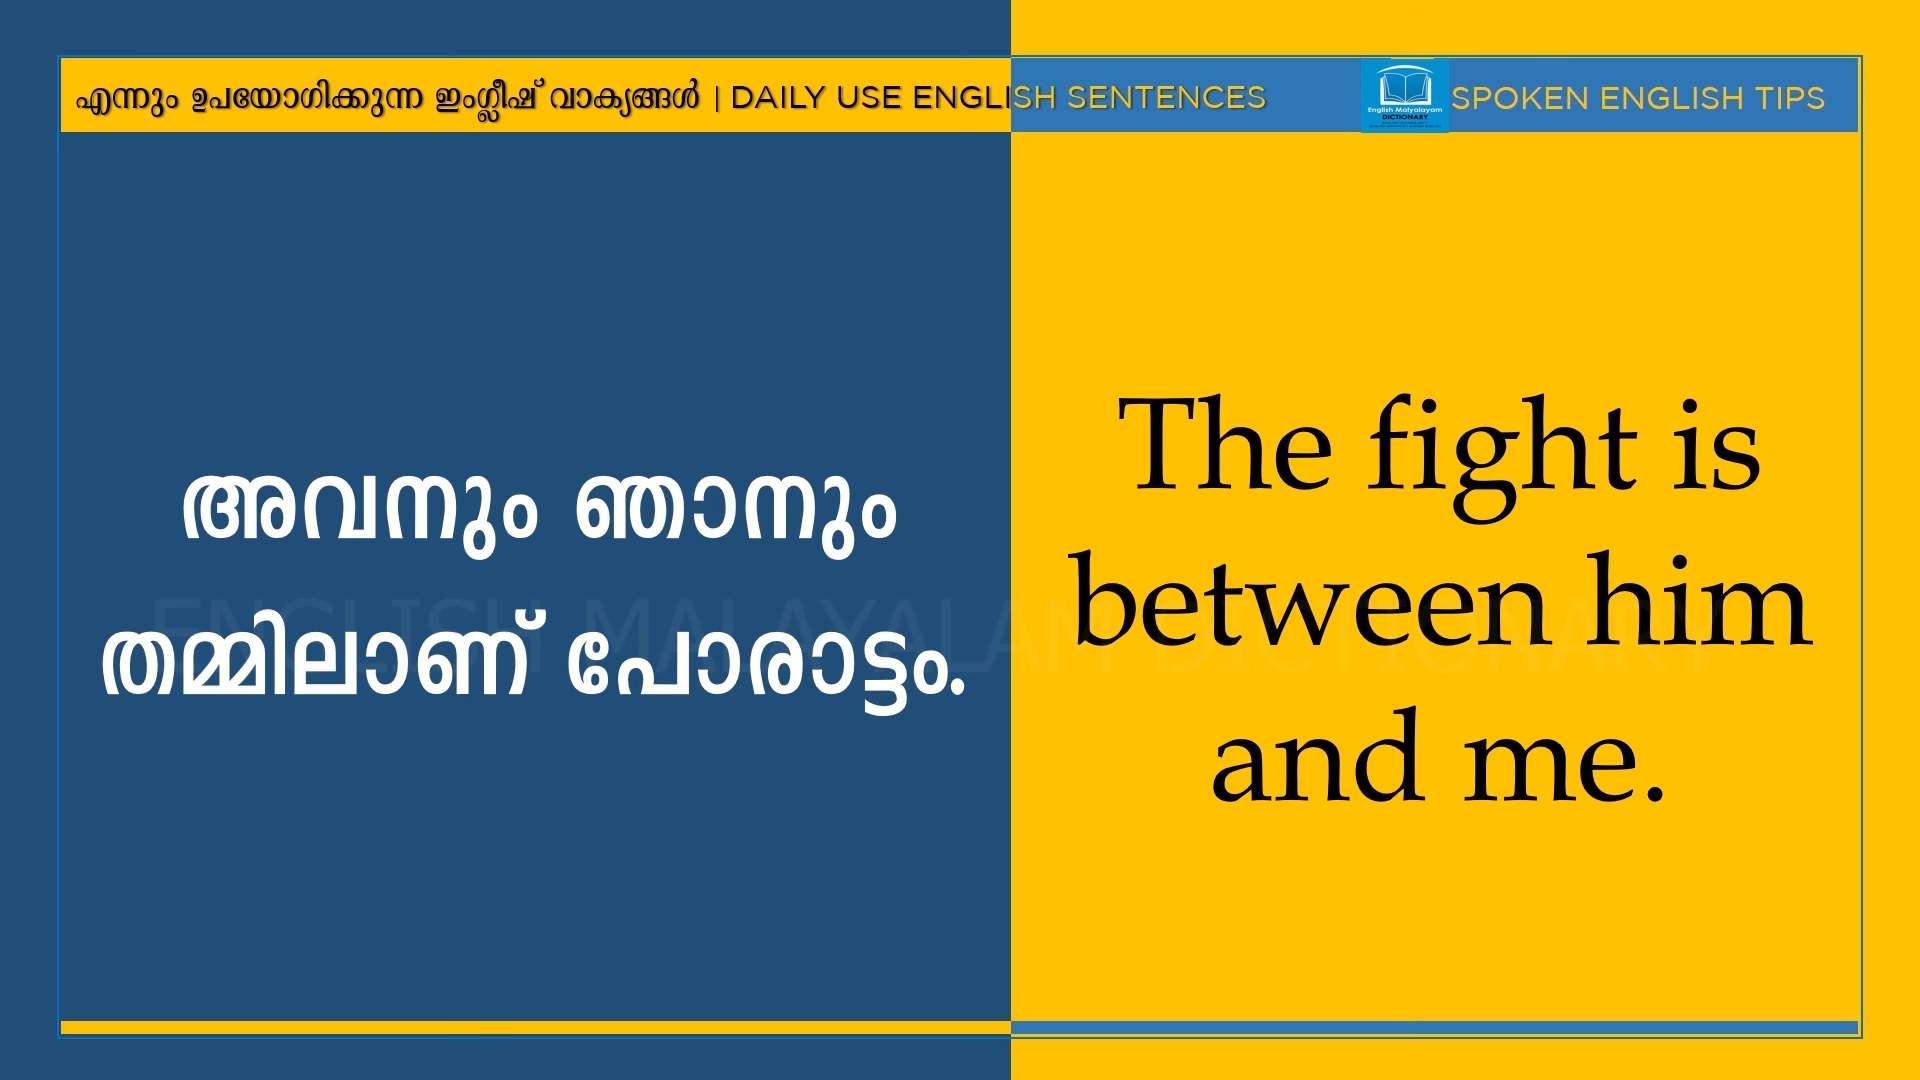 എന്നും ഉപയോഗിക്കുന്ന ഇംഗ്ലീഷ് വാക്യങ്ങൾ | DAILY USE ENGLISH SENTENCES
English Malyalayam
DICTIONARY
SPOKEN ENGLISH TIPS
അവനും ഞാനും
തമ്മിലാണ് പോരാട്ടം.
The fight is
between him
and me.
ENGLISH MALAYALAM DICTIONARY